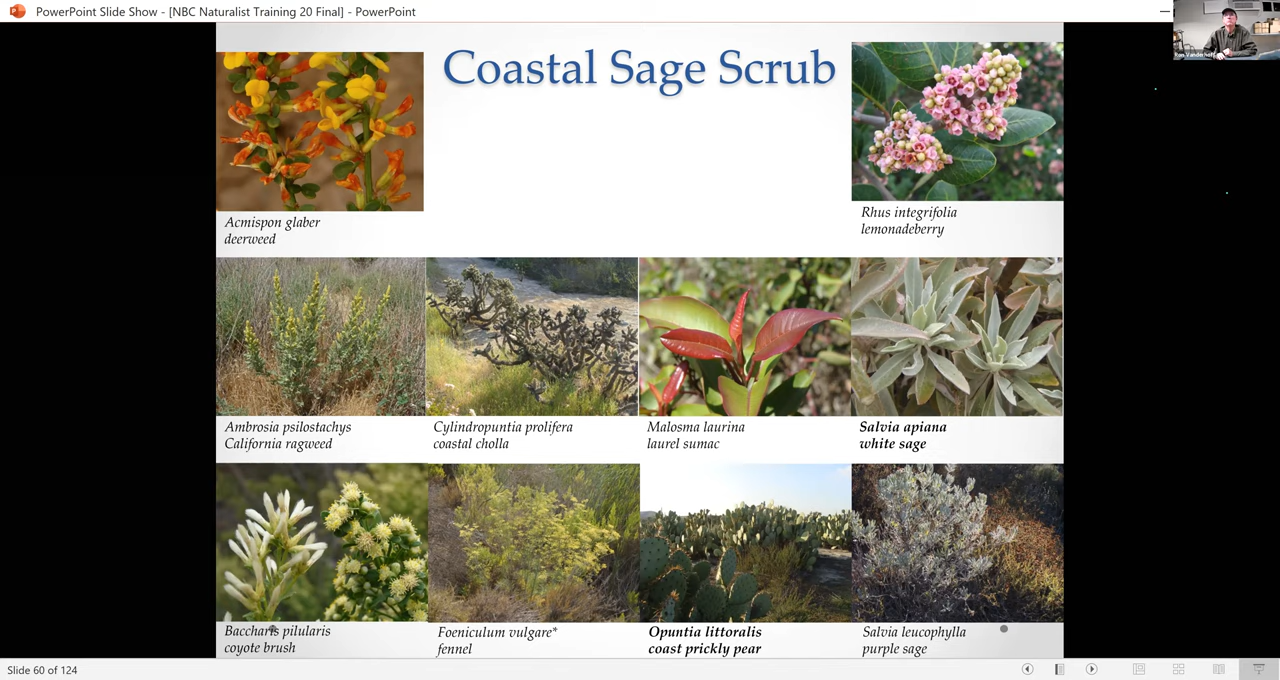 PowerPoint Slide Show - [NBC Naturalist Training 20 Final] - PowerPoint
Ron Vanderhoff
Coastal Sage Scrub
Acmispon glaber
deerweed
Rhus integrifolia
lemonadeberry
Ambrosia psilostachys
California ragweed
Cylindropuntia prolifera
coastal cholla
Malosma laurina
laurel sumac
Salvia apiana
white sage
Baccharis pilularis
coyote brush
Foeniculum vulgare*
fennel
Opuntia littoralis
coast prickly pear
Salvia leucophylla
purple sage
Slide 60 of 124